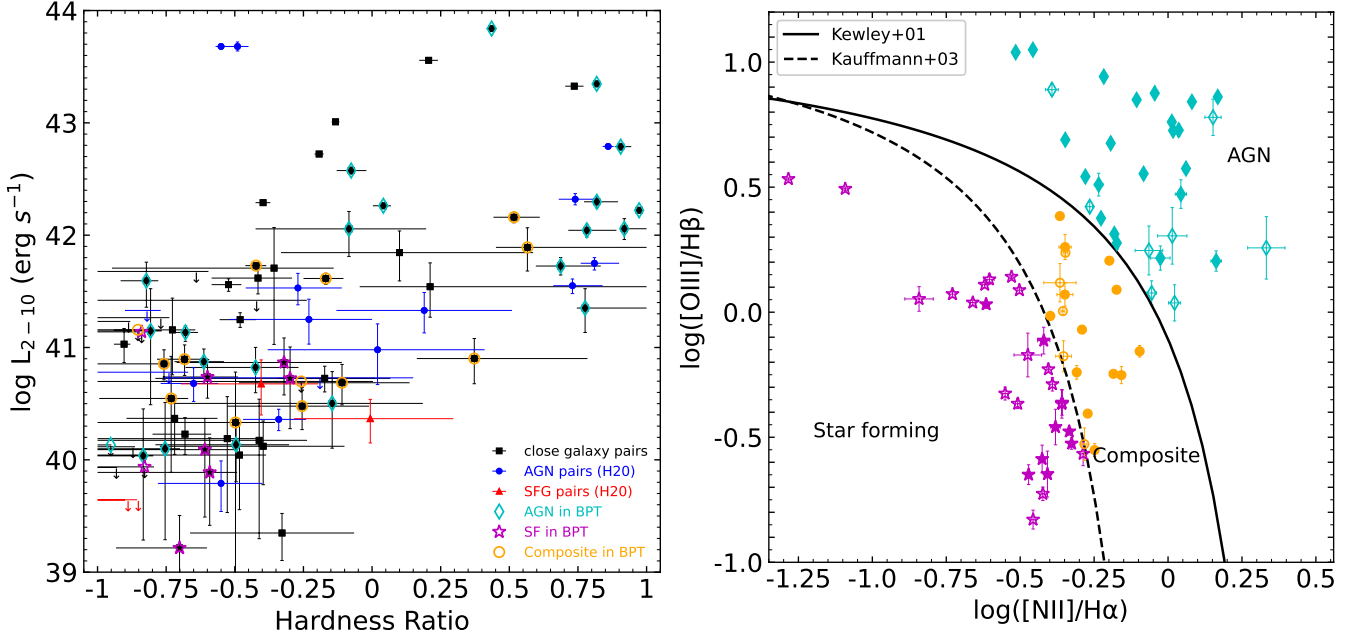 44
43
42
41
40
39
log L2−10 (erg s−1)
-1 -0.75 -0.5 -0.25 0 0.25 0.5 0.75 1
Hardness Ratio
close galaxy pairs
AGN pairs (H20)
SFG pairs (H20)
AGN in BPT
SF in BPT
Composite in BPT
Kewley+01
Kauffmann+03
1.0
0.5
0.0
-0.5
-1.0
log([OIII]/Hβ)
AGN
Star forming
Composite
-1.25 -1.00 -0.75 -0.50 -0.25 0 0.25 0.5
log([NII]/Hα)